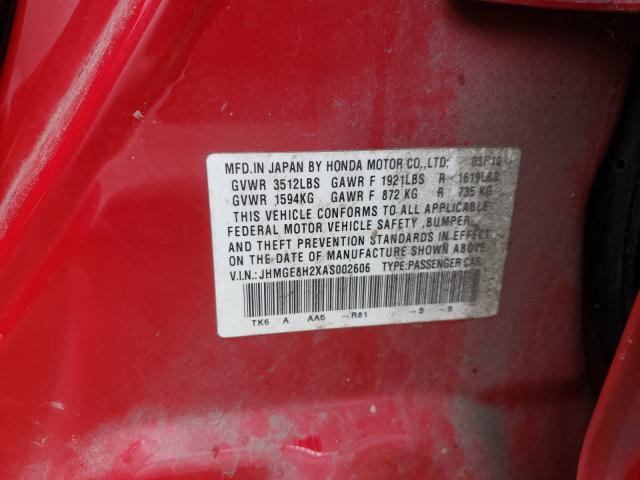 MFD.IN JAPAN BY HONDA MOTOR CO.,LTD. 03/10
GVWR 3512LBS GAWR F 1921LBS R 1619LBS
GVWR 1594KG GAWR F 872 KG R 735 KG
THIS VEHICLE CONFORMS TO ALL APPLICABLE
FEDERAL MOTOR VEHICLE SAFETY ,BUMPER,
AND THEFT PREVENTION STANDARDS IN EFFECT
ON THE DATE OF MANUFACTURE SHOWN ABOVE.
V.I.N.: JHMGE8H2XAS002606 TYPE:PASSENGER CAR
TK6 A AA5 -R81 -B -B